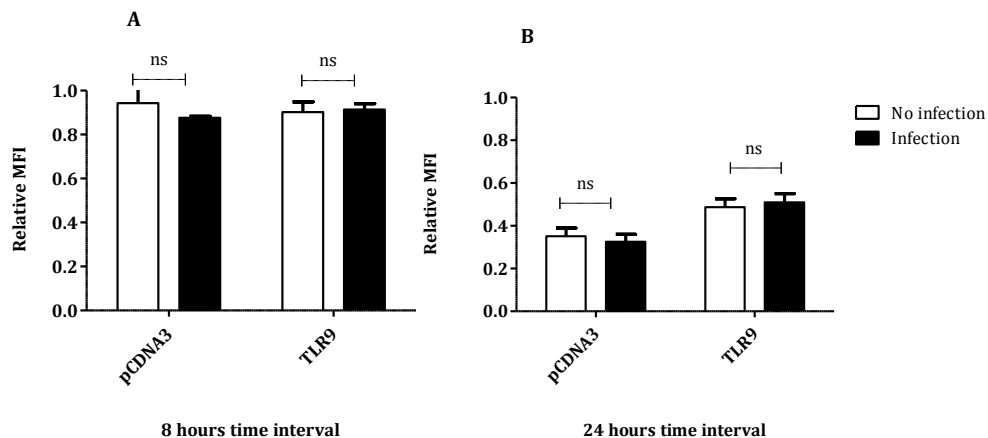 A
ns
ns
1.0
0.8
0.6
0.4
0.2
0.0
Relative MFI
pCDNA3
TLR9
8 hours time interval
B
ns
ns
1.0
0.8
0.6
0.4
0.2
0.0
Relative MFI
pCDNA3
TLR9
24 hours time interval
No infection
Infection